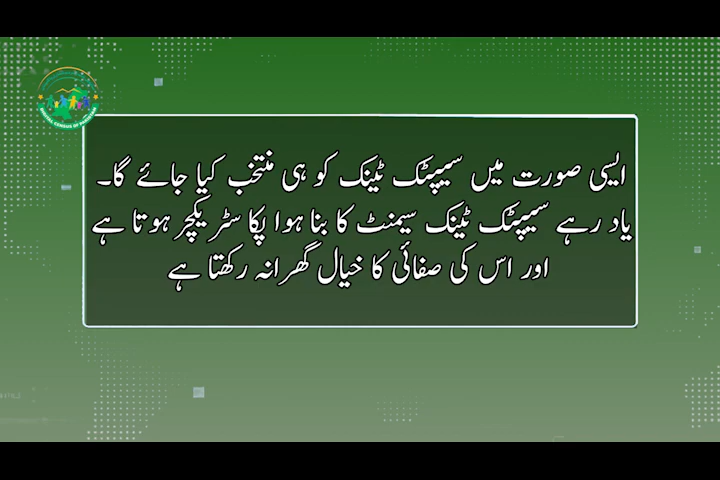 ایسی صورت میں سیپٹک ٹینک کو ہی منتخب کیا جائے گا۔
یاد رہے سیپٹک ٹینک سیمنٹ کا بنا ہوا پکا سٹریکچر ہوتا ہے
اور اس کی صفائی کا خیال گھرانہ رکھتا ہے